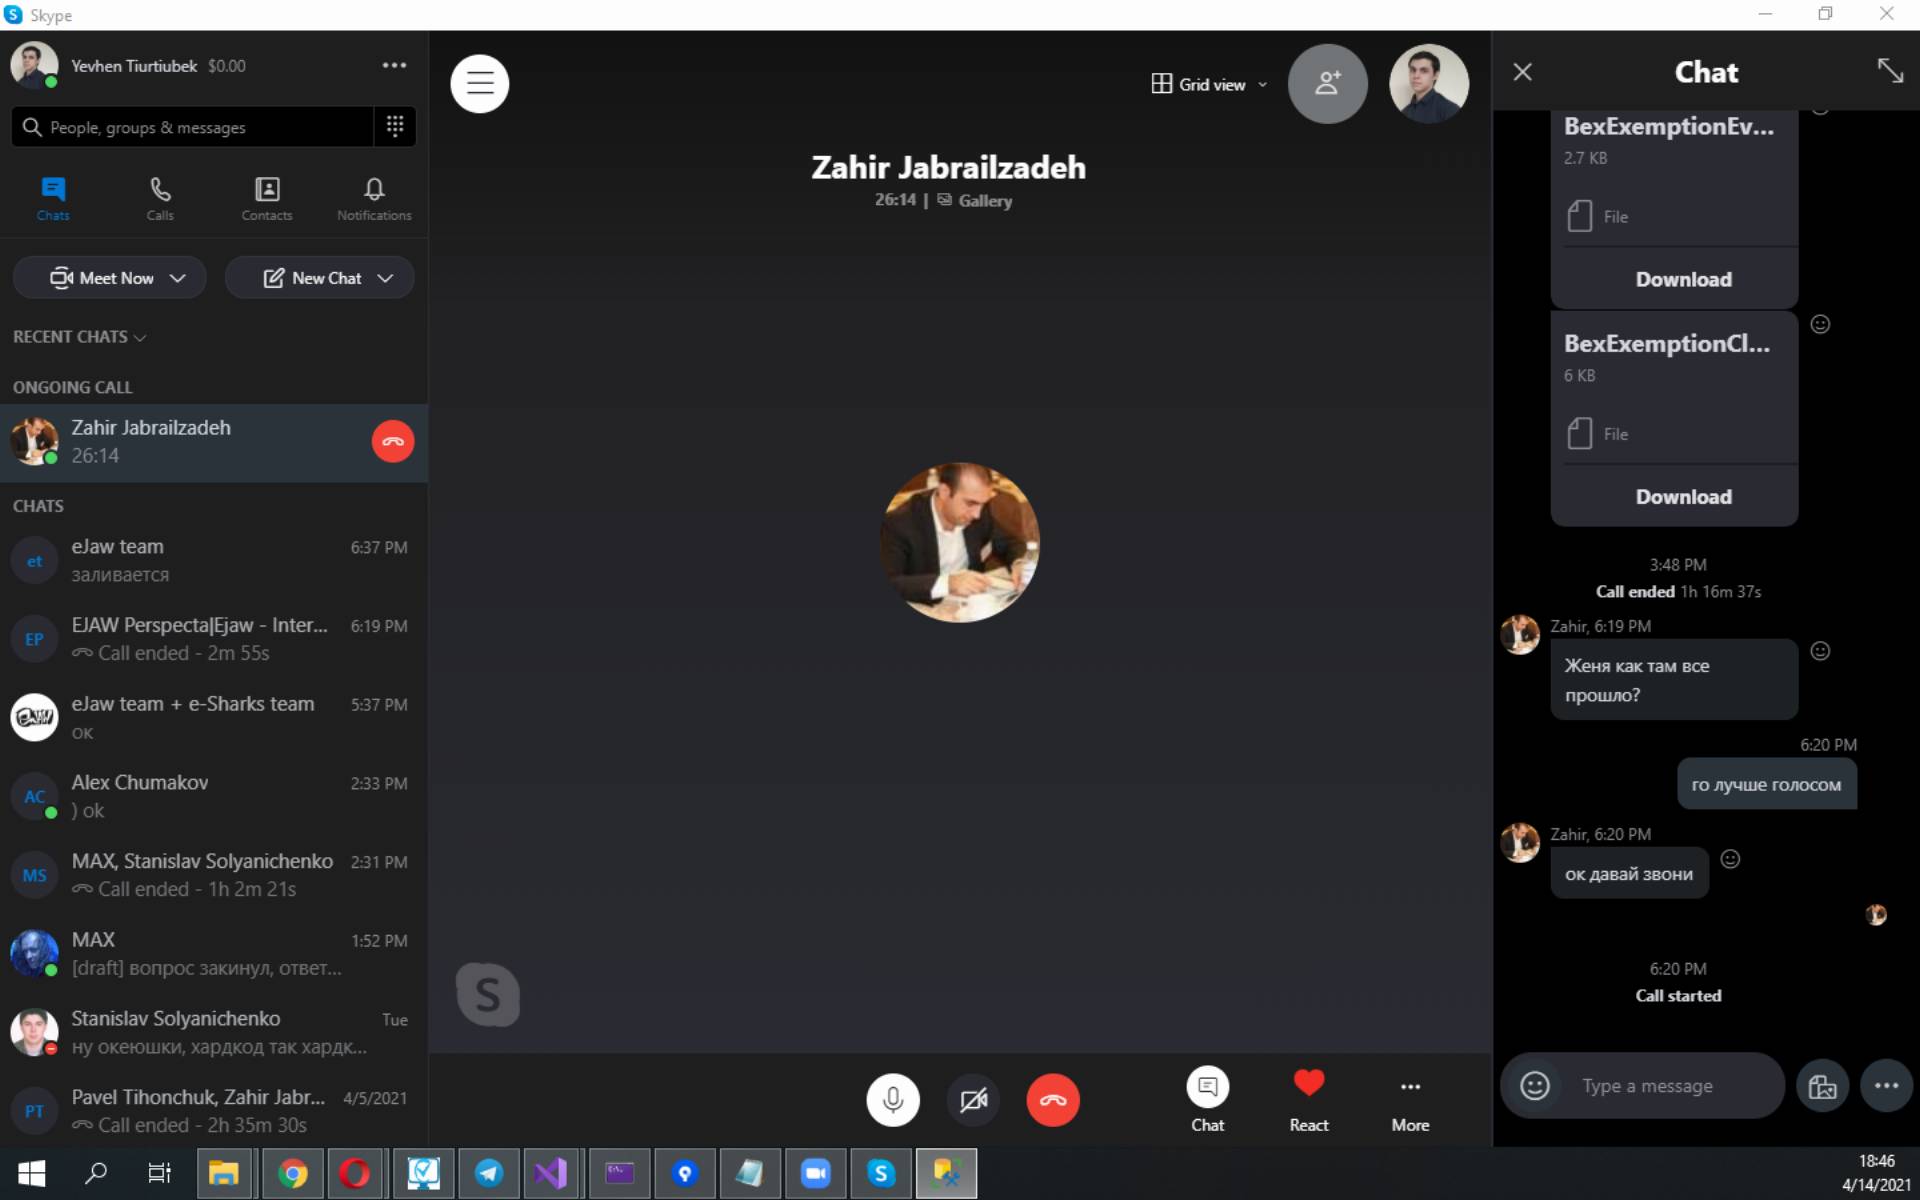 Skype
Yevhen Tiurtiubek $0.00
People, groups & messages
Chats
Calls
Contacts
Notifications
Meet Now
New Chat
RECENT CHATS
ONGOING CALL
Zahir Jabrailzadeh
26:14
CHATS
et
eJaw team 6:37 PM
заливается
EP
EJAW Perspecta|Ejaw - Inter... 6:19 PM
Call ended - 2m 55s
eJaw team + e-Sharks team 5:37 PM
ок
AC
Alex Chumakov 2:33 PM
) ok
MS
MAX, Stanislav Solyanichenko 2:31 PM
Call ended - 1h 2m 21s
MAX 1:52 PM
[draft] вопрос закинул, ответ...
Stanislav Solyanichenko Tue
ну океюшки, хардкод так хардк...
PT
Pavel Tihonchuk, Zahir Jabr... 4/5/2021
Call ended - 2h 35m 30s
Grid view
Zahir Jabrailzadeh
26:14 | Gallery
Chat
React
More
Chat
BexExemptionEv...
2.7 KB
File
Download
BexExemptionCl...
6 KB
File
Download
3:48 PM
Call ended 1h 16m 37s
Zahir, 6:19 PM
Женя как там все
прошло?
6:20 PM
го лучше голосом
Zahir, 6:20 PM
ок давай звони
6:20 PM
Call started
Type a message
18:46
4/14/2021